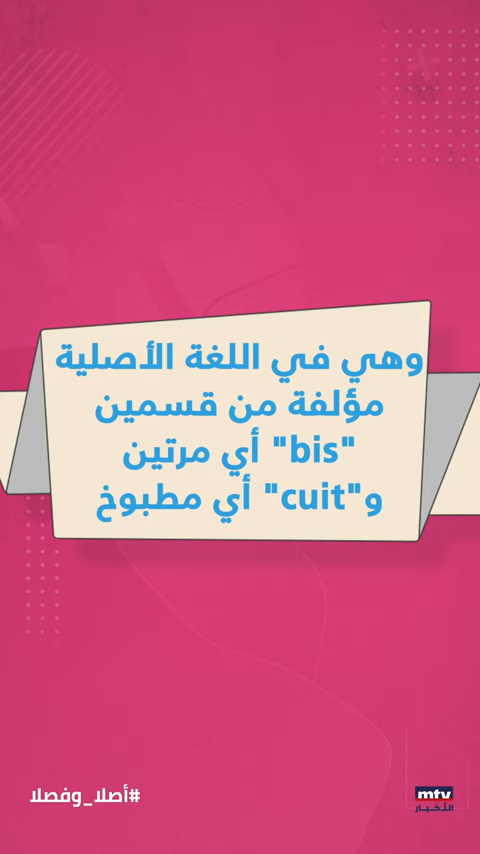 وهي في اللغة الأصلية
مؤلفة من قسمين
"bis" أي مرتين
و"cuit" أي مطبوخ
#أصلا_وفصلا
mtv
الأخبار